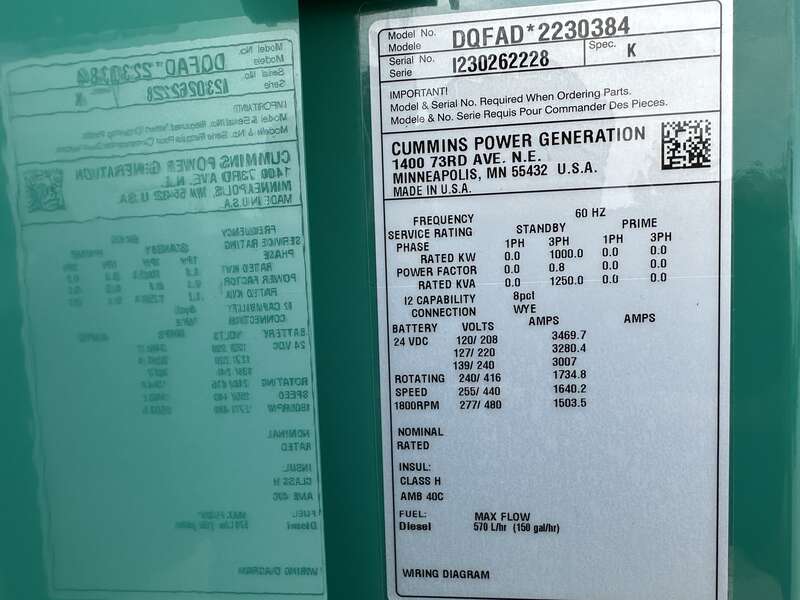 Model No. DQFAD*2230384
Modele
Serial No. I230262228 Spec. K
Serie
IMPORTANT!
Model & Serial No. Required When Ordering Parts.
Modele & No. Serie Requis Pour Commander Des Pieces.
CUMMINS POWER GENERATION
1400 73RD AVE. N.E.
MINNEAPOLIS, MN 55432 U.S.A.
MADE IN U.S.A.
FREQUENCY 60 HZ
SERVICE RATING STANDBY PRIME
PHASE 1PH 3PH 1PH 3PH
RATED KW 0.0 1000.0 0.0 0.0
POWER FACTOR 0.0 0.8 0.0 0.0
RATED KVA 0.0 1250.0 0.0 0.0
I2 CAPABILITY 8pct
CONNECTION WYE
BATTERY VOLTS AMPS AMPS
24 VDC 120/ 208 3469.7
127/ 220 3280.4
139/ 240 3007
ROTATING 240/ 416 1734.8
SPEED 255/ 440 1640.2
1800RPM 277/ 480 1503.5
NOMINAL
RATED
INSUL:
CLASS H
AMB 40C
FUEL: MAX FLOW
Diesel 570 L/hr (150 gal/hr)
WIRING DIAGRAM